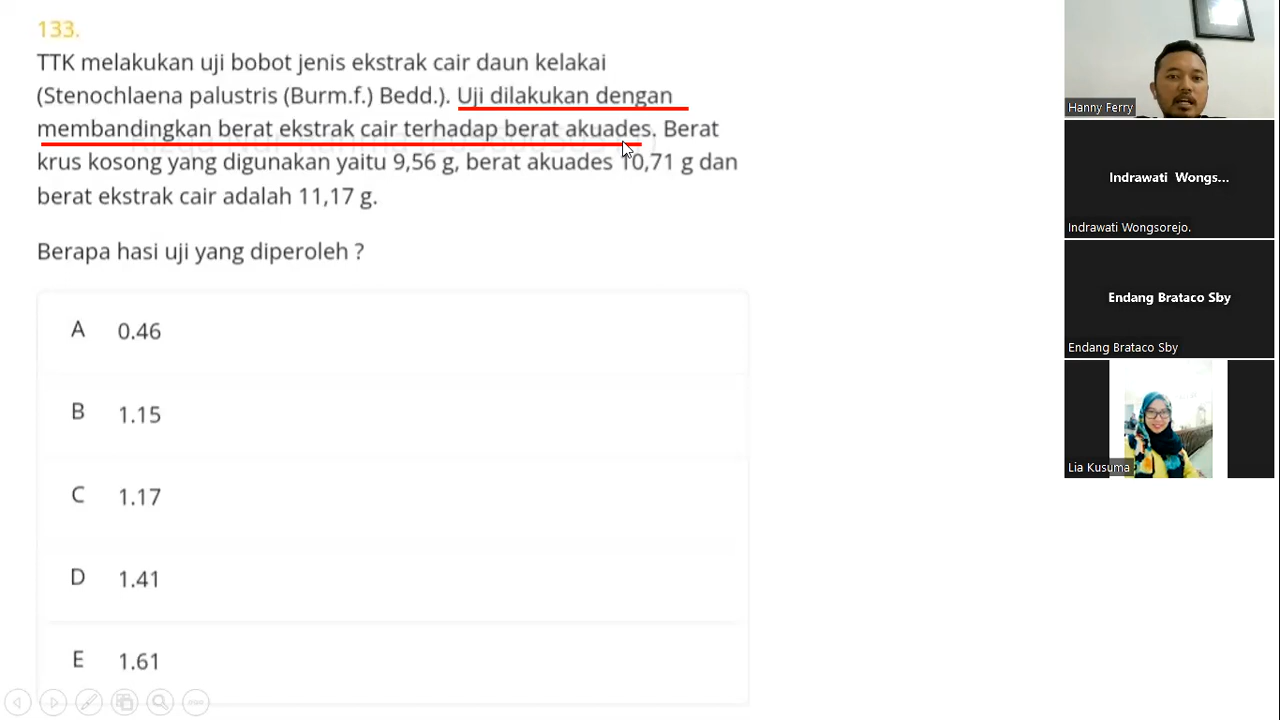 133.
TTK melakukan uji bobot jenis ekstrak cair daun kelakai
(Stenochlaena palustris (Burm.f.) Bedd.). Uji dilakukan dengan
membandingkan berat ekstrak cair terhadap berat akuades. Berat
krus kosong yang digunakan yaitu 9,56 g, berat akuades 10,71 g dan
berat ekstrak cair adalah 11,17 g.
Berapa hasi uji yang diperoleh ?
A 0.46
B 1.15
C 1.17
D 1.41
E 1.61
Hanny Ferry
Indrawati Wongs...
Indrawati Wongsorejo.
Endang Brataco Sby
Endang Brataco Sby
Lia Kusuma